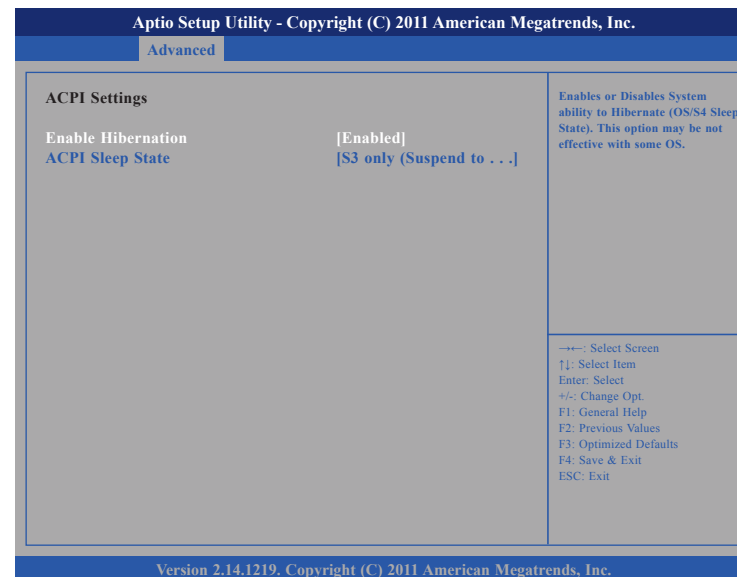 Aptio Setup Utility - Copyright (C) 2011 American Megatrends, Inc.
Advanced
ACPI Settings
Enable Hibernation [Enabled]
ACPI Sleep State [S3 only (Suspend to . . .]
Enables or Disables System
ability to Hibernate (OS/S4 Sleep
State). This option may be not
effective with some OS.
→←: Select Screen
↑↓: Select Item
Enter: Select
+/-: Change Opt.
F1: General Help
F2: Previous Values
F3: Optimized Defaults
F4: Save & Exit
ESC: Exit
Version 2.14.1219. Copyright (C) 2011 American Megatrends, Inc.